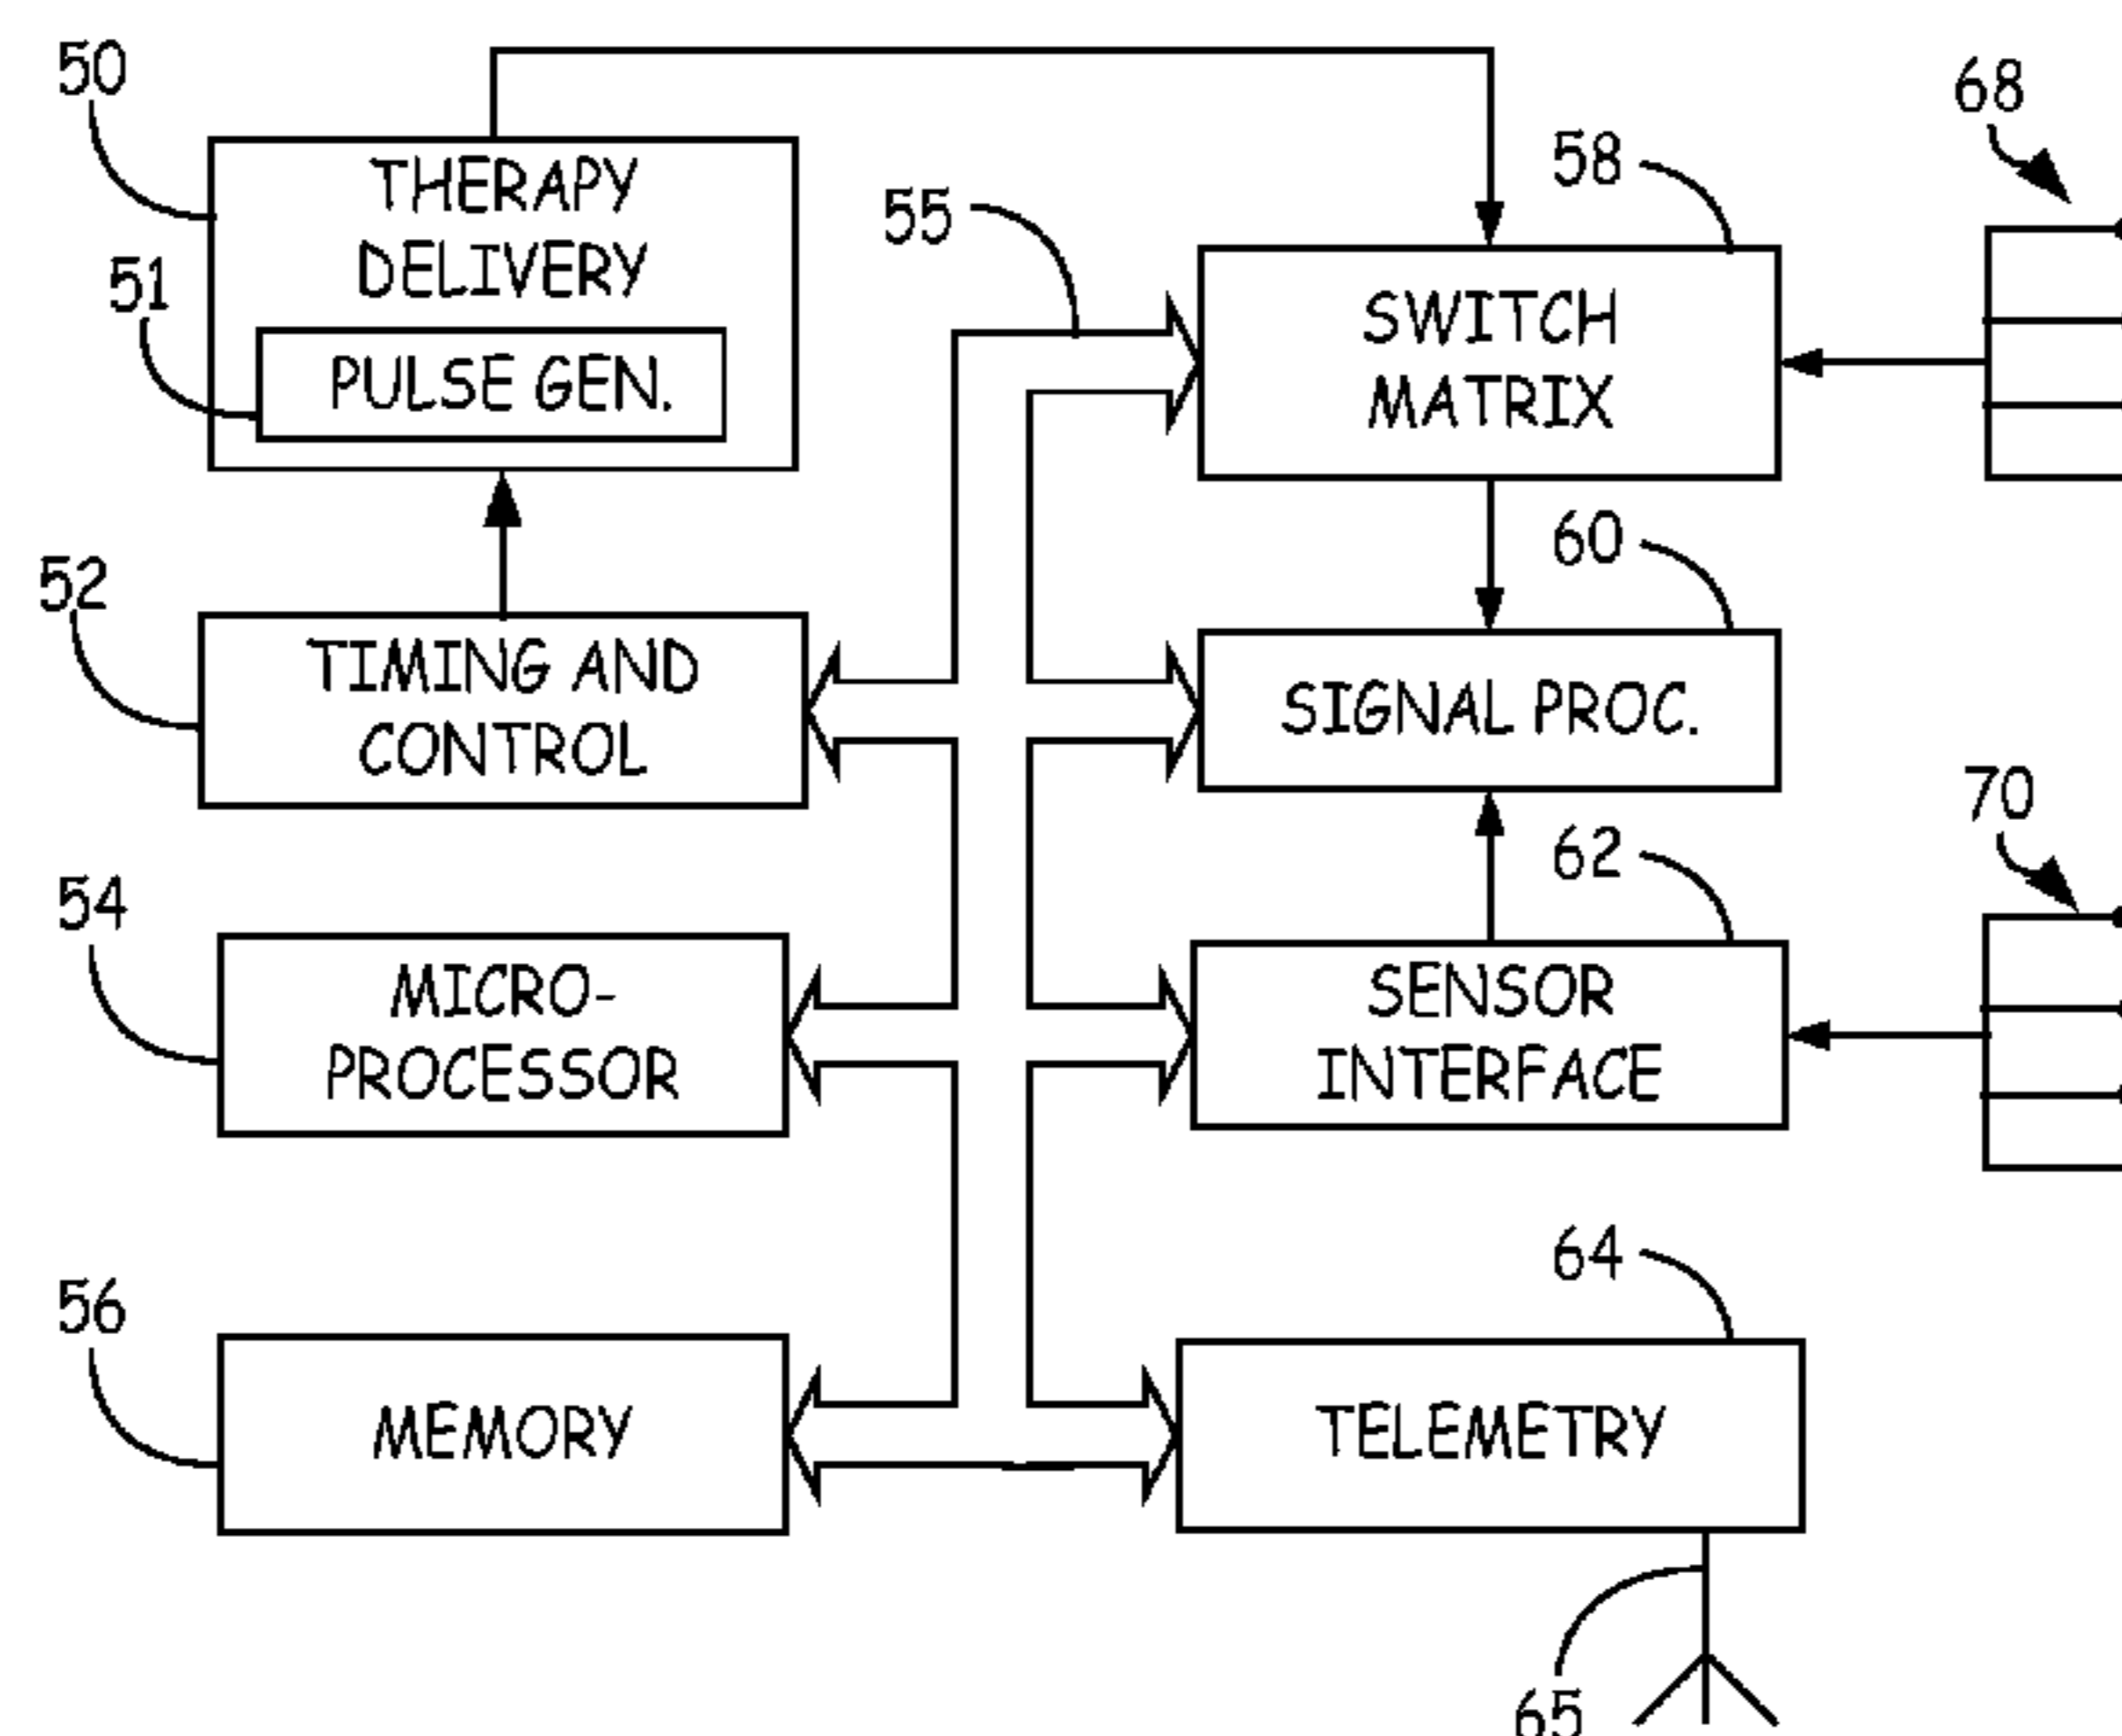 50
THERAPY
DELIVERY
51
PULSE GEN.
55
58
SWITCH
MATRIX
68
52
TIMING AND
CONTROL
60
SIGNAL PROC.
54
MICRO-
PROCESSOR
62
SENSOR
INTERFACE
70
56
MEMORY
64
TELEMETRY
65